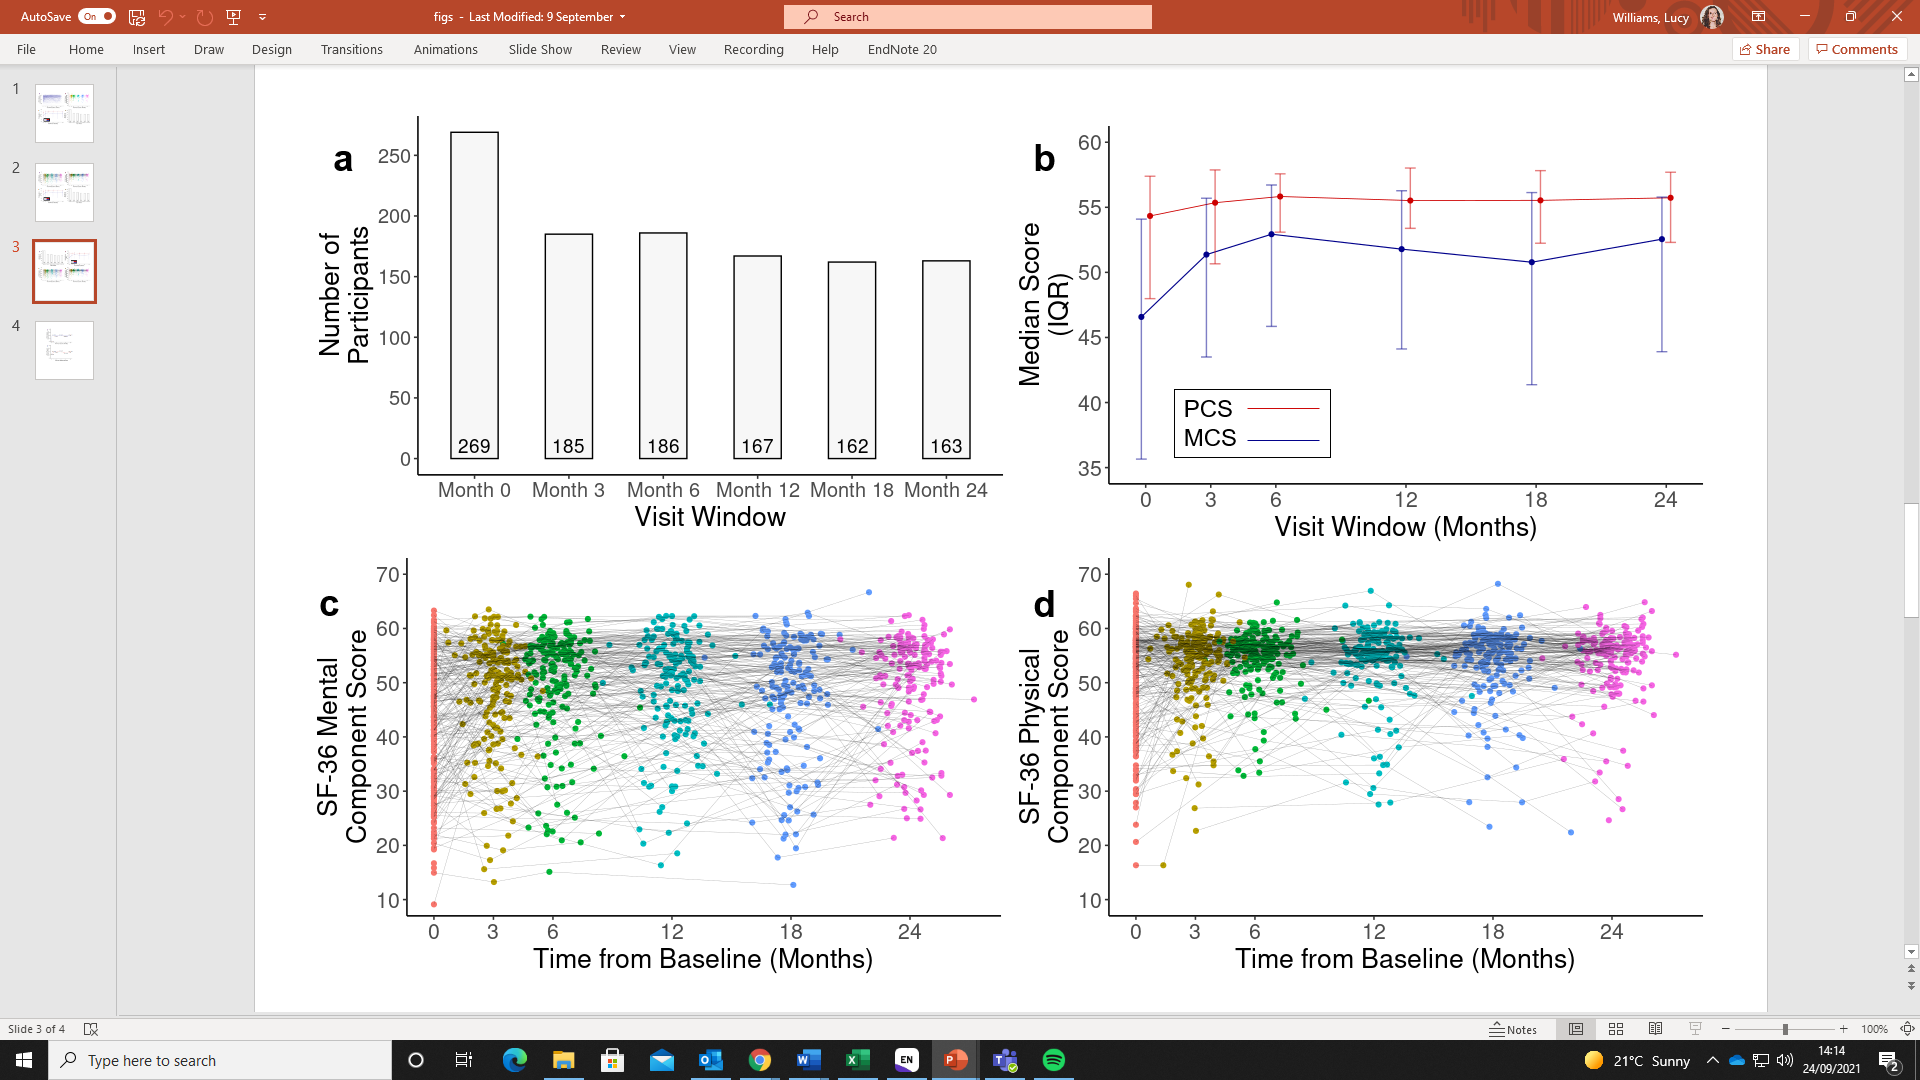 AutoSave On figs - Last Modified: 9 September Search Williams, Lucy
File Home Insert Draw Design Transitions Animations Slide Show Review View Recording Help EndNote 20 Share Comments
1
2
3
4
a
Number of
Participants
250
200
150
100
50
0
269 185 186 167 162 163
Month 0 Month 3 Month 6 Month 12 Month 18 Month 24
Visit Window
b
Median Score
(IQR)
60
55
50
45
40
35
PCS
MCS
0 3 6 12 18 24
Visit Window (Months)
c
SF-36 Mental
Component Score
70
60
50
40
30
20
10
0 3 6 12 18 24
Time from Baseline (Months)
d
SF-36 Physical
Component Score
70
60
50
40
30
20
10
0 3 6 12 18 24
Time from Baseline (Months)
Slide 3 of 4 Notes 100%
Type here to search EN 21°C Sunny 14:14
24/09/2021 2